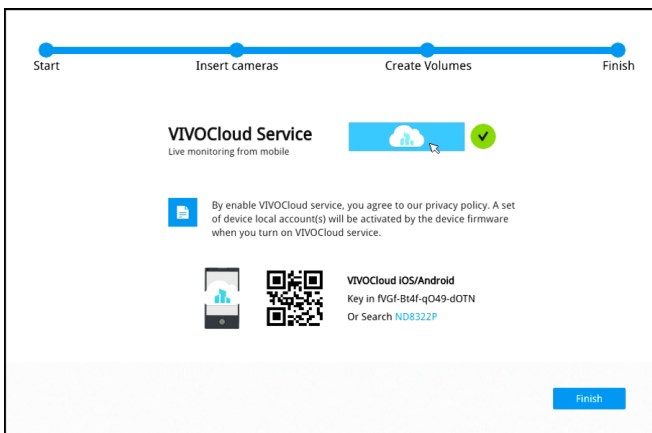 Start
Insert cameras
Create Volumes
Finish
VIVOCloud Service
Live monitoring from mobile
By enable VIVOCloud service, you agree to our privacy policy. A set
of device local account(s) will be activated by the device firmware
when you turn on VIVOCloud service.
VIVOCloud iOS/Android
Key in fVGf-Bt4f-qO49-dOTN
Or Search ND8322P
Finish